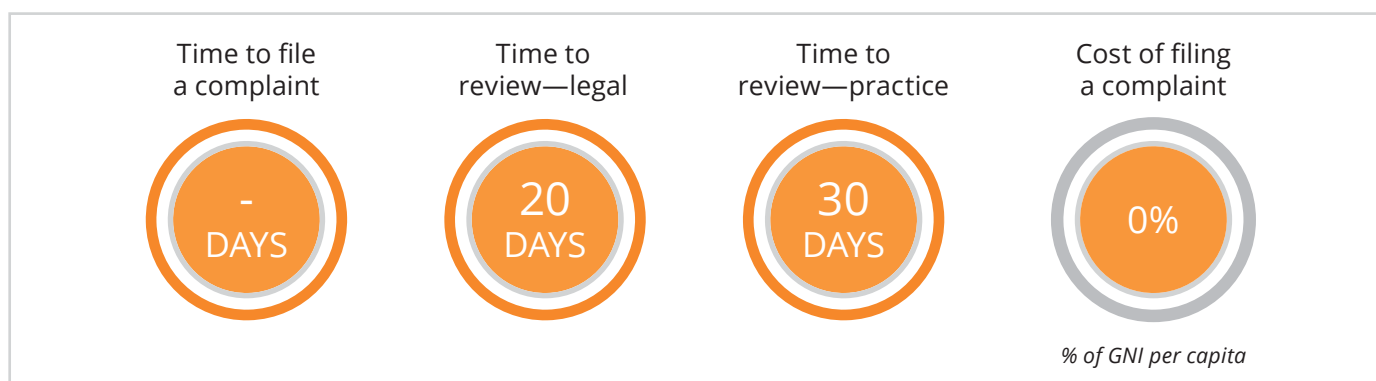 Time to file
a complaint
-
DAYS
Time to
review—legal
20
DAYS
Time to
review—practice
30
DAYS
Cost of filing
a complaint
0%
% of GNI per capita